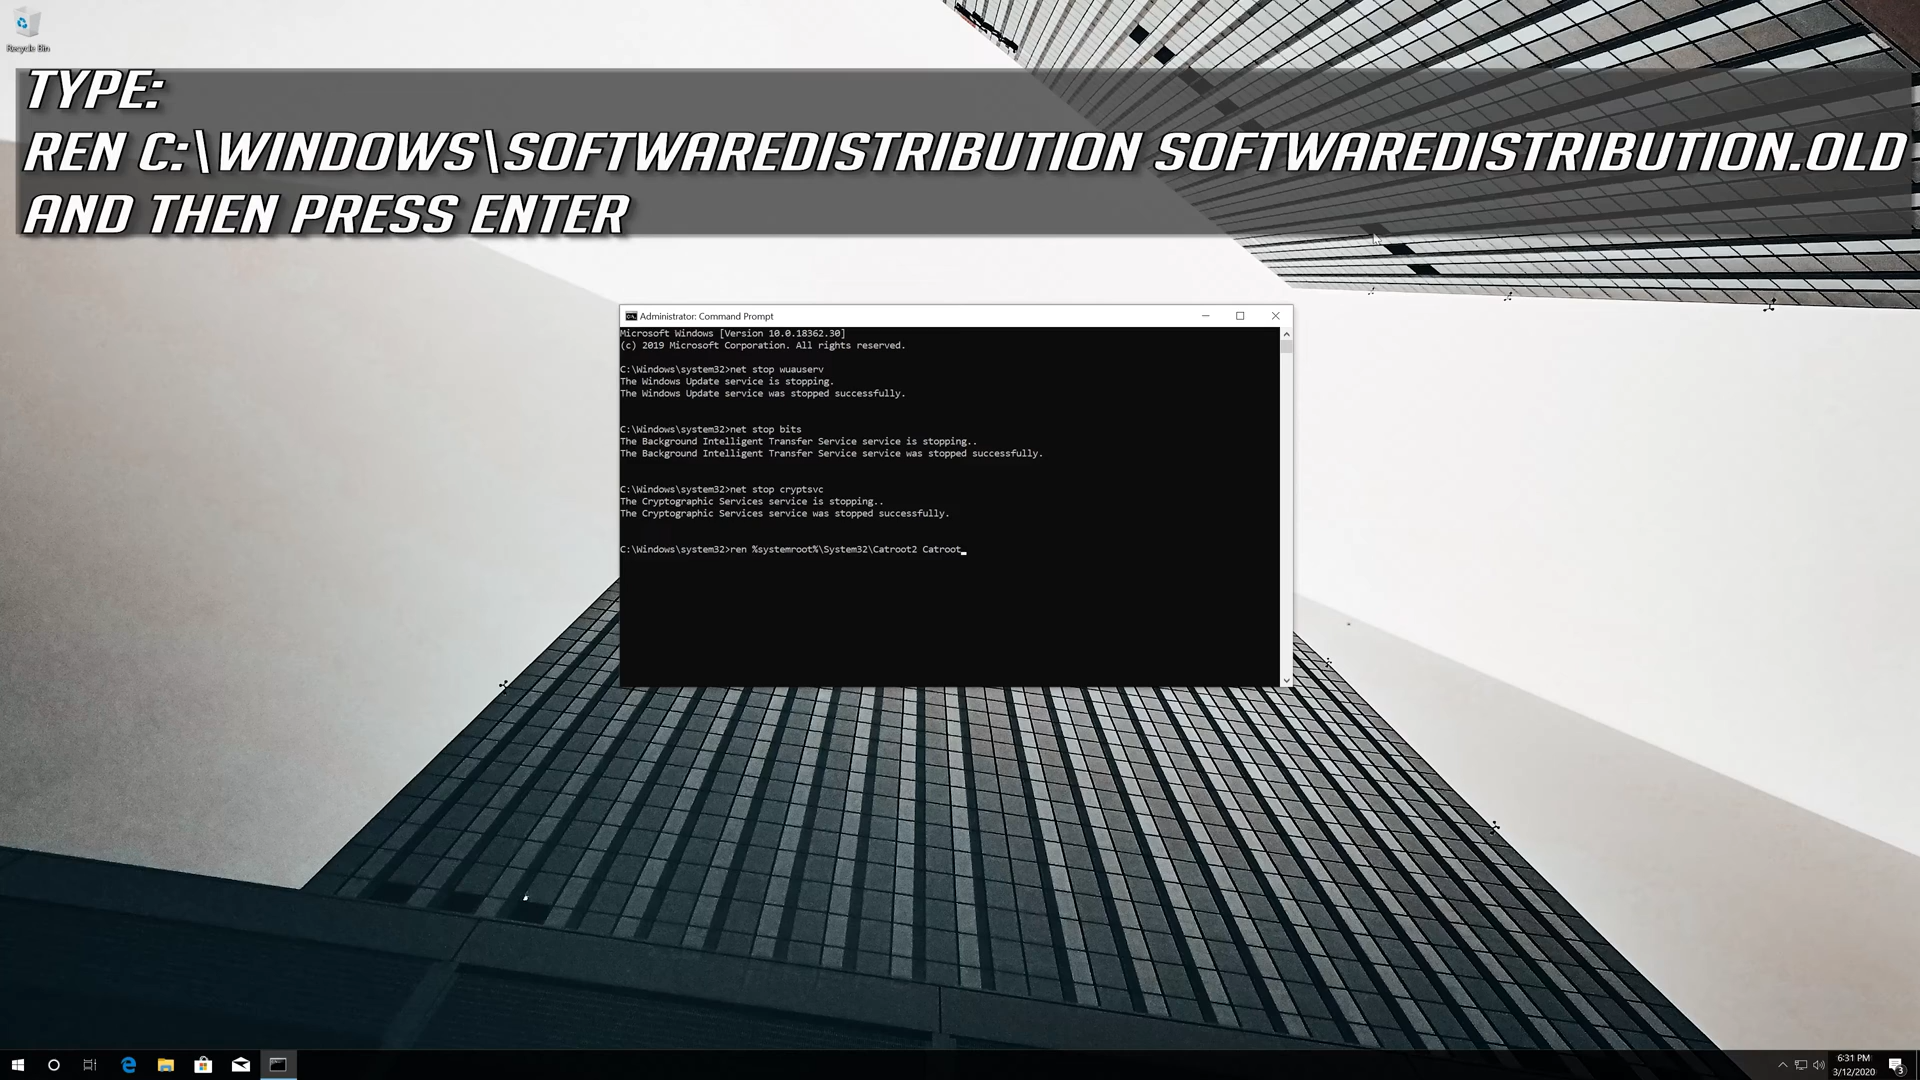 Recycle Bin
TYPE:
REN C:\WINDOWS\SOFTWAREDISTRIBUTION SOFTWAREDISTRIBUTION.OLD
AND THEN PRESS ENTER
Administrator: Command Prompt
Microsoft Windows [Version 10.0.18362.30]
(c) 2019 Microsoft Corporation. All rights reserved.
C:\Windows\system32>net stop wuauserv
The Windows Update service is stopping.
The Windows Update service was stopped successfully.
C:\Windows\system32>net stop bits
The Background Intelligent Transfer Service service is stopping..
The Background Intelligent Transfer Service service was stopped successfully.
C:\Windows\system32>net stop cryptsvc
The Cryptographic Services service is stopping..
The Cryptographic Services service was stopped successfully.
C:\Windows\system32>ren %systemroot%\System32\Catroot2 Catroot
6:31 PM
3/12/2020
3